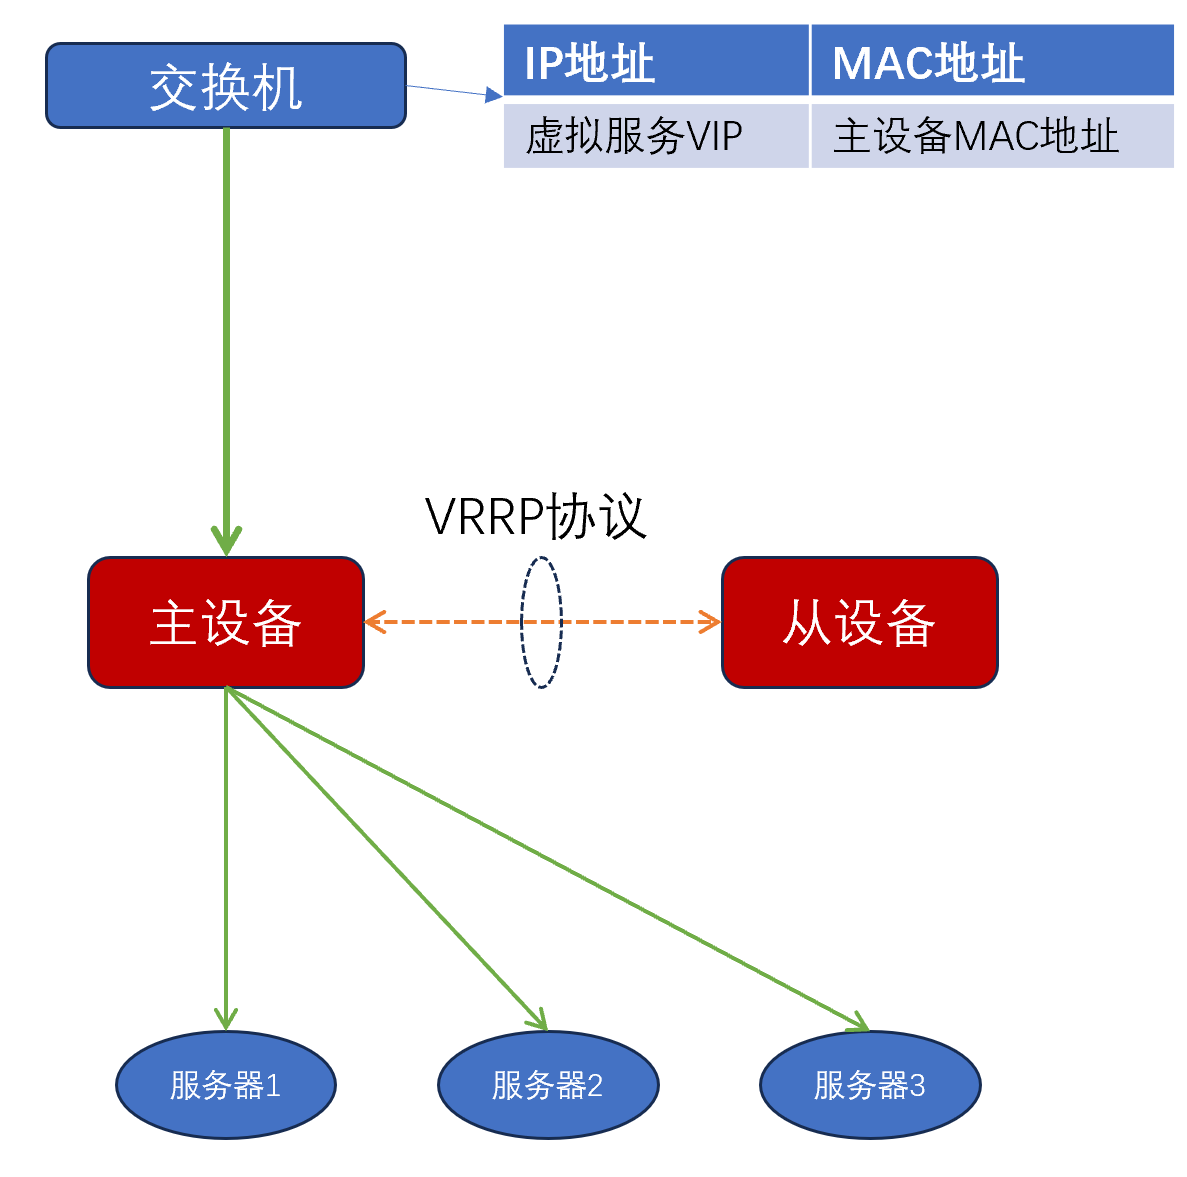 交换机
IP地址 MAC地址
虚拟服务VIP 主设备MAC地址
VRRP协议
主设备
从设备
服务器1
服务器2
服务器3